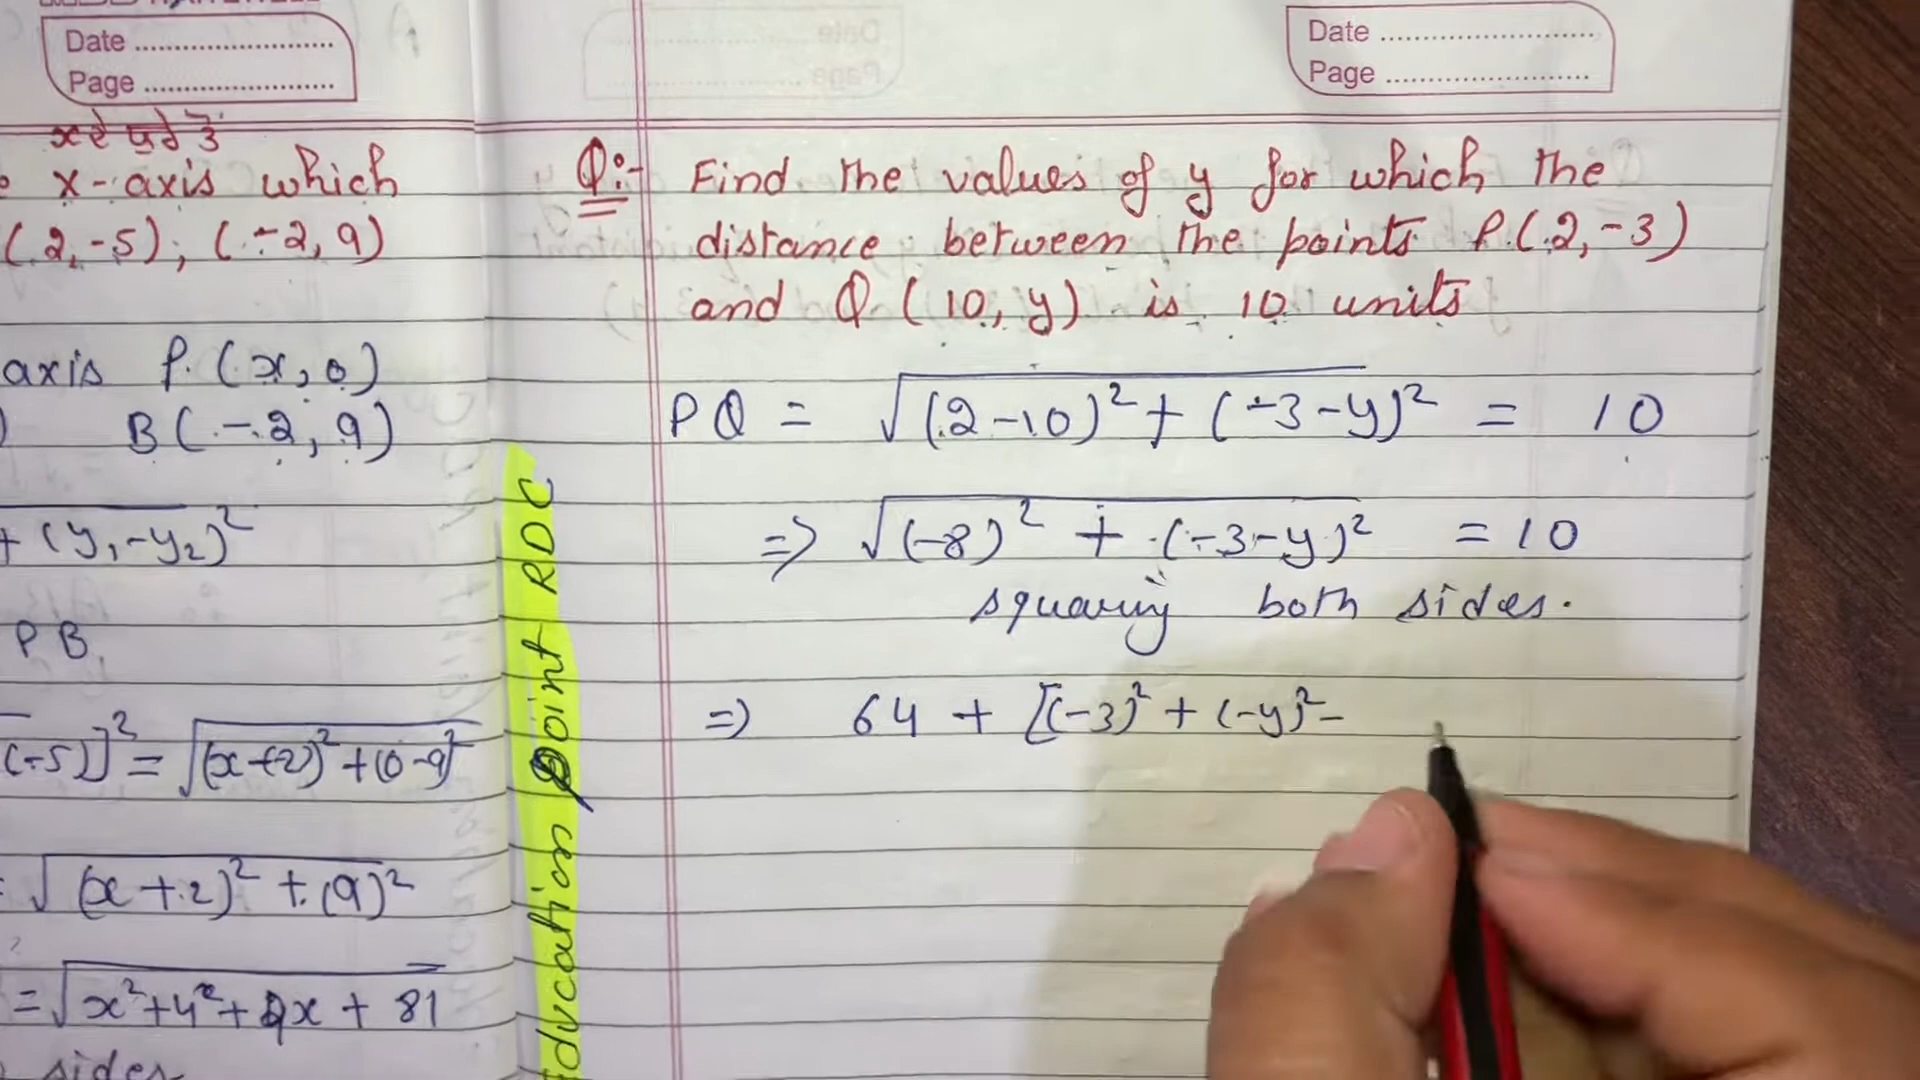 Date
Page
x-axis which
(2,-5), (-2,9)
axis P(x,0)
B(-2,9)
+ (y₁-y₂)²
PB
(-5)]² = √(x+2)²+(0-9)²
√(x+2)² + (9)²
=√x²+4²+4x + 81
sides
Education Point RDC
Date
Page
Q:- Find the values of y for which the
distance between the points P(2,-3)
and Q (10,y) is 10 units
PQ = √(2-10)²+(-3-y)² = 10
=> √(-8)² + (-3-y)² =10
squaring both sides.
=> 64 + [(-3)²+(-y)²-